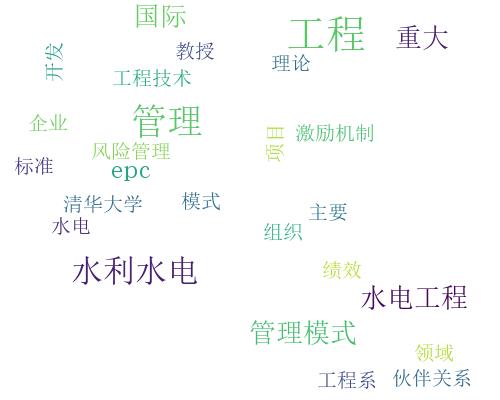 国际
工程
重大
教授
开发
理论
工程技术
管理
企业
项目
激励机制
风险管理
标准
epc
清华大学
模式
主要
水电
组织
水利水电
绩效
水电工程
管理模式
领域
工程系
伙伴关系